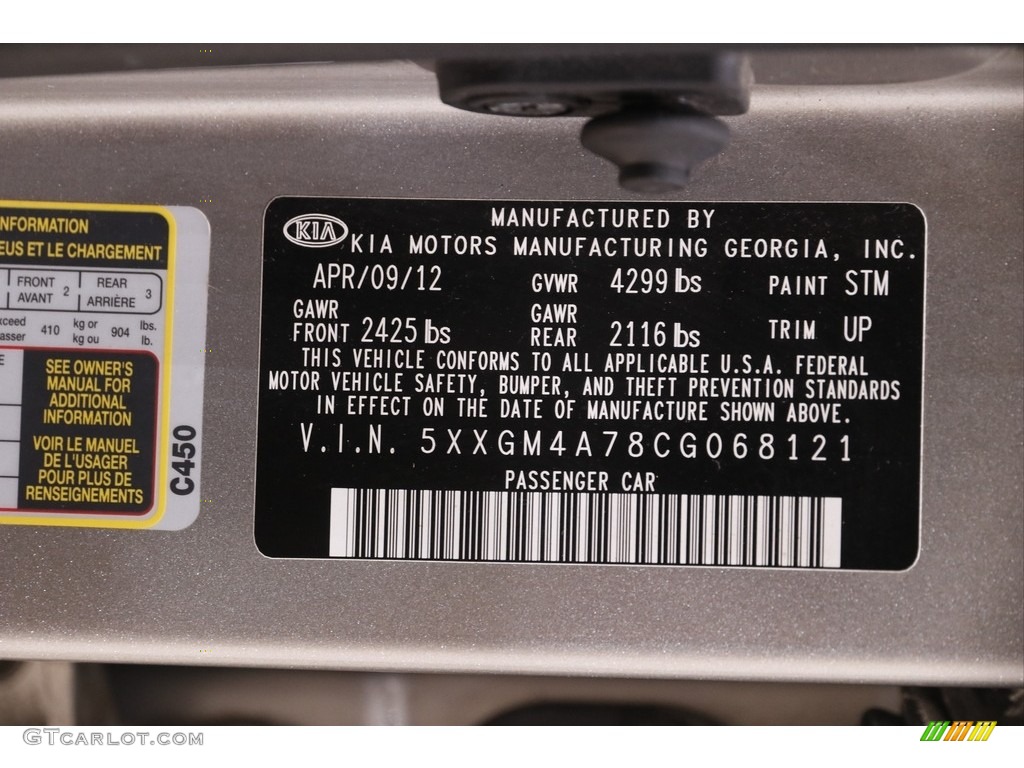 NFORMATION
EUS ET LE CHARGEMENT
FRONT
AVANT 2
REAR
ARRIÈRE 3
xceed
asser 410 kg or kg ou 904 lbs. lb.
E
SEE OWNER'S
MANUAL FOR
ADDITIONAL
INFORMATION
VOIR LE MANUEL
DE L'USAGER
POUR PLUS DE
RENSEIGNEMENTS
C450
MANUFACTURED BY
KIA KIA MOTORS MANUFACTURING GEORGIA, INC.
APR/09/12 GVWR 4299 lbs PAINT STM
GAWR FRONT 2425 lbs GAWR REAR 2116 lbs TRIM UP
THIS VEHICLE CONFORMS TO ALL APPLICABLE U.S.A. FEDERAL
MOTOR VEHICLE SAFETY, BUMPER, AND THEFT PREVENTION STANDARDS
IN EFFECT ON THE DATE OF MANUFACTURE SHOWN ABOVE.
V.I.N. 5XXGM4A78CG068121
PASSENGER CAR
GTCARLOT.COM